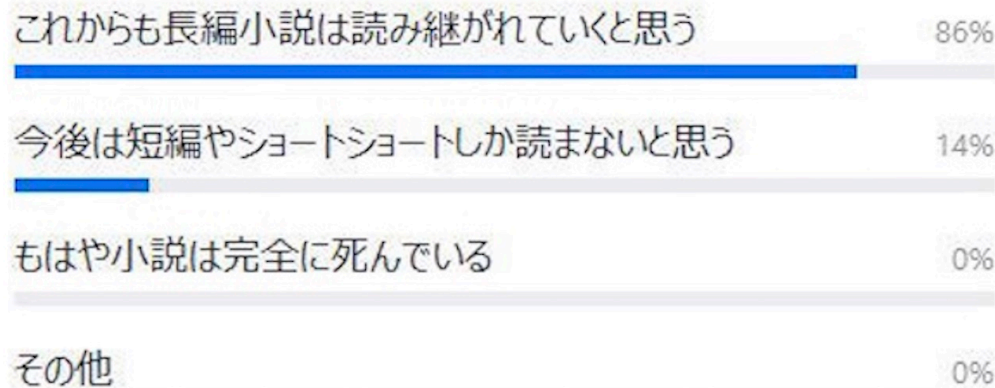 これからも長編小説は読み継がれていくと思う 86%
今後は短編やショートショートしか読まないと思う 14%
もはや小説は完全に死んでいる 0%
その他 0%